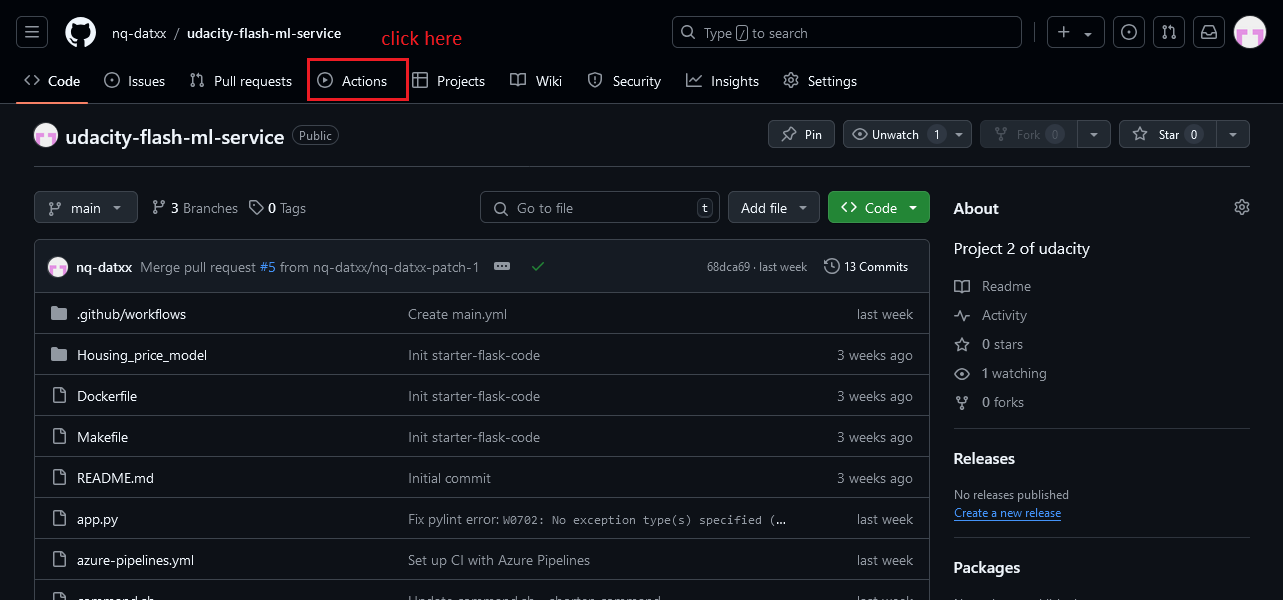 nq-datxx / udacity-flash-ml-service
click here
Type / to search
Code Issues Pull requests Actions Projects Wiki Security Insights Settings
udacity-flash-ml-service Public
Pin Unwatch 1 Fork 0 Star 0
main 3 Branches 0 Tags Go to file t Add file Code
nq-datxx Merge pull request #5 from nq-datxx/nq-datxx-patch-1 68dca69 · last week 13 Commits
.github/workflows Create main.yml last week
Housing_price_model Init starter-flask-code 3 weeks ago
Dockerfile Init starter-flask-code 3 weeks ago
Makefile Init starter-flask-code 3 weeks ago
README.md Initial commit 3 weeks ago
app.py Fix pylint error: W0702: No exception type(s) specified (… last week
azure-pipelines.yml Set up CI with Azure Pipelines last week
About
Project 2 of udacity
Readme
Activity
0 stars
1 watching
0 forks
Releases
No releases published
Create a new release
Packages